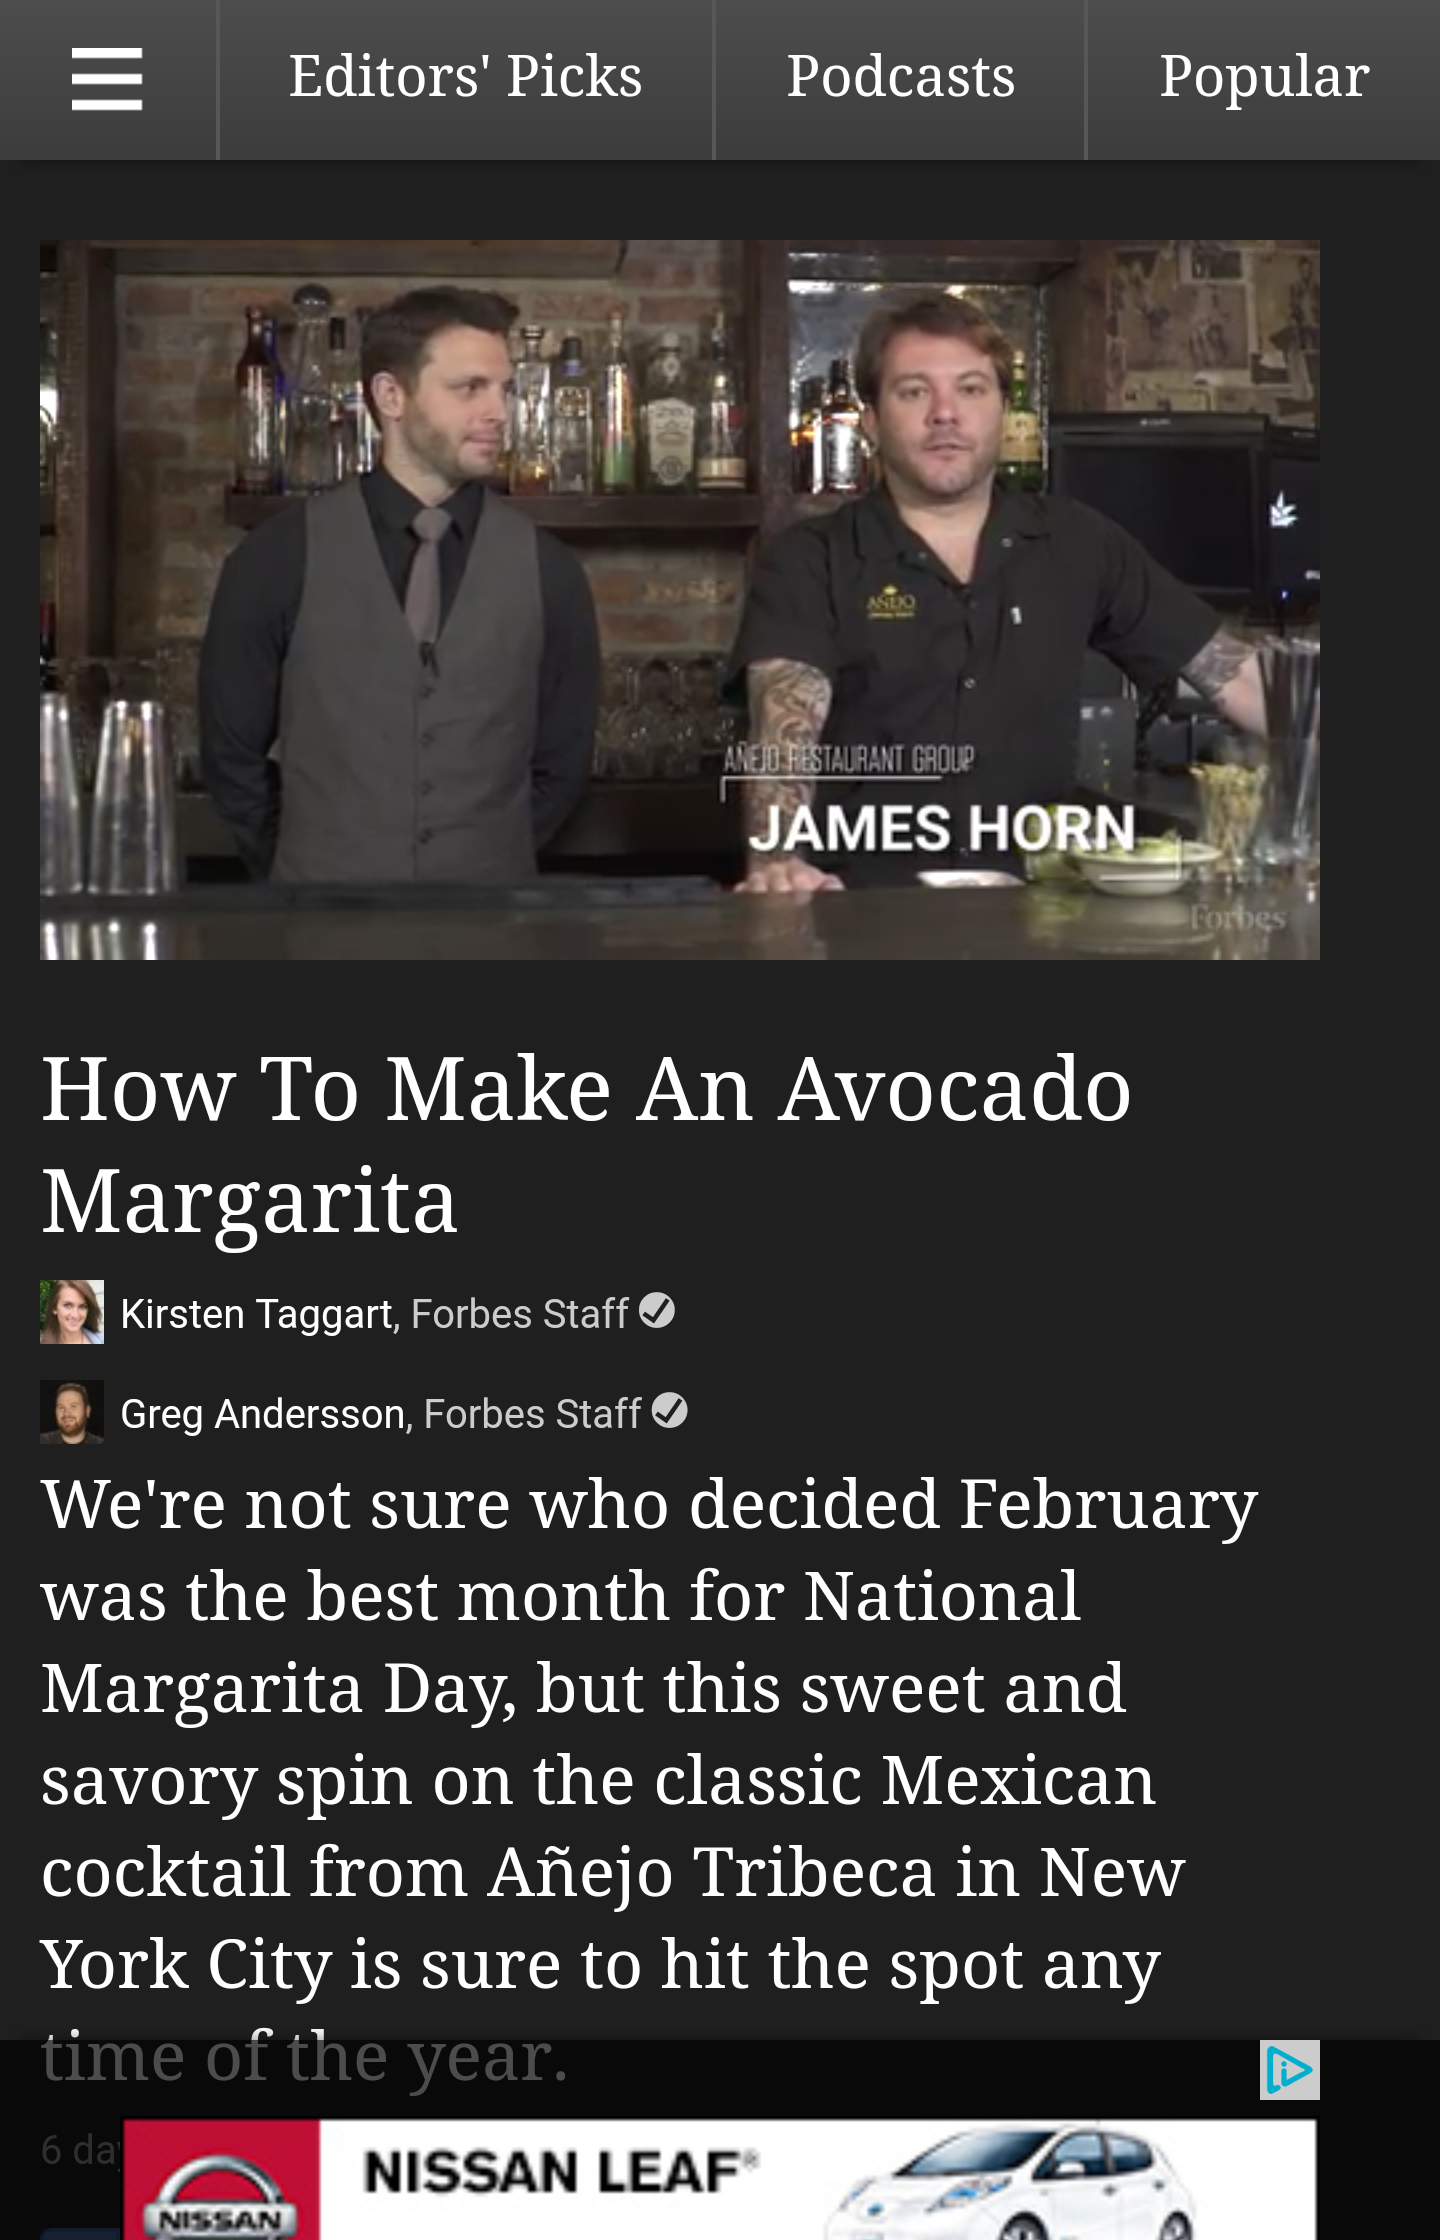 Editors' Picks
Podcasts
Popular
AÑEJO
AÑEJO RESTAURANT GROUP
JAMES HORN
Forbes
How To Make An Avocado
Margarita
Kirsten Taggart, Forbes Staff
Greg Andersson, Forbes Staff
We're not sure who decided February
was the best month for National
Margarita Day, but this sweet and
savory spin on the classic Mexican
cocktail from Añejo Tribeca in New
York City is sure to hit the spot any
time of the year.
6
NISSAN LEAF®
NISSAN